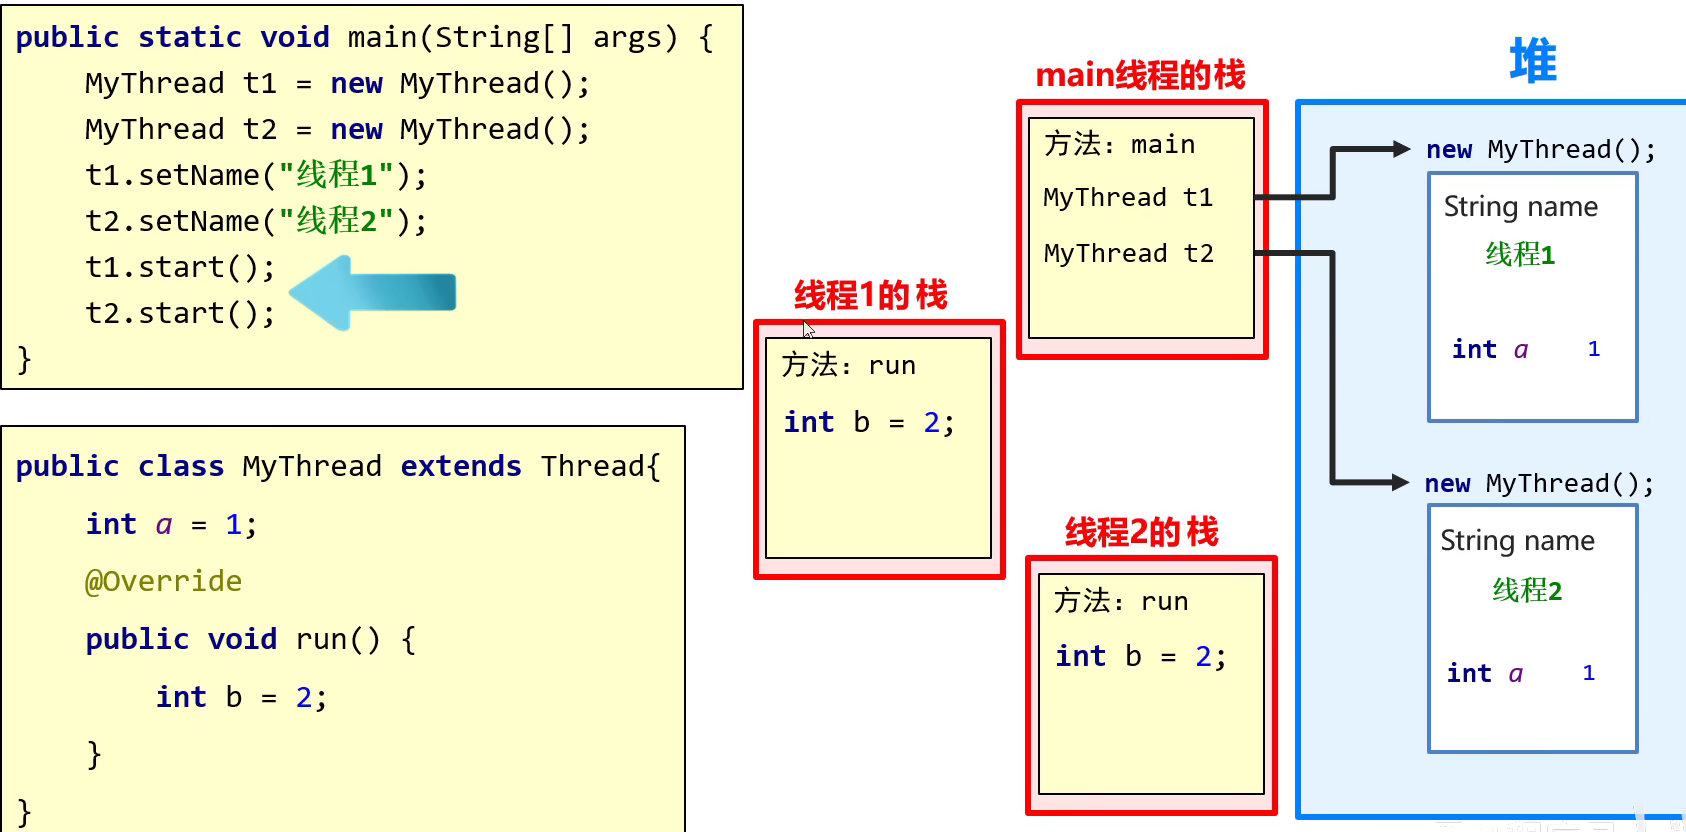 public static void main(String[] args) {
MyThread t1 = new MyThread();
MyThread t2 = new MyThread();
t1.setName("线程1");
t2.setName("线程2");
t1.start();
t2.start();
}
public class MyThread extends Thread{
int a = 1;
@Override
public void run() {
int b = 2;
}
}
线程1的栈
方法：run
int b = 2;
main线程的栈
方法：main
MyThread t1
MyThread t2
线程2的栈
方法：run
int b = 2;
堆
new MyThread();
String name
线程1
int a 1
new MyThread();
String name
线程2
int a 1